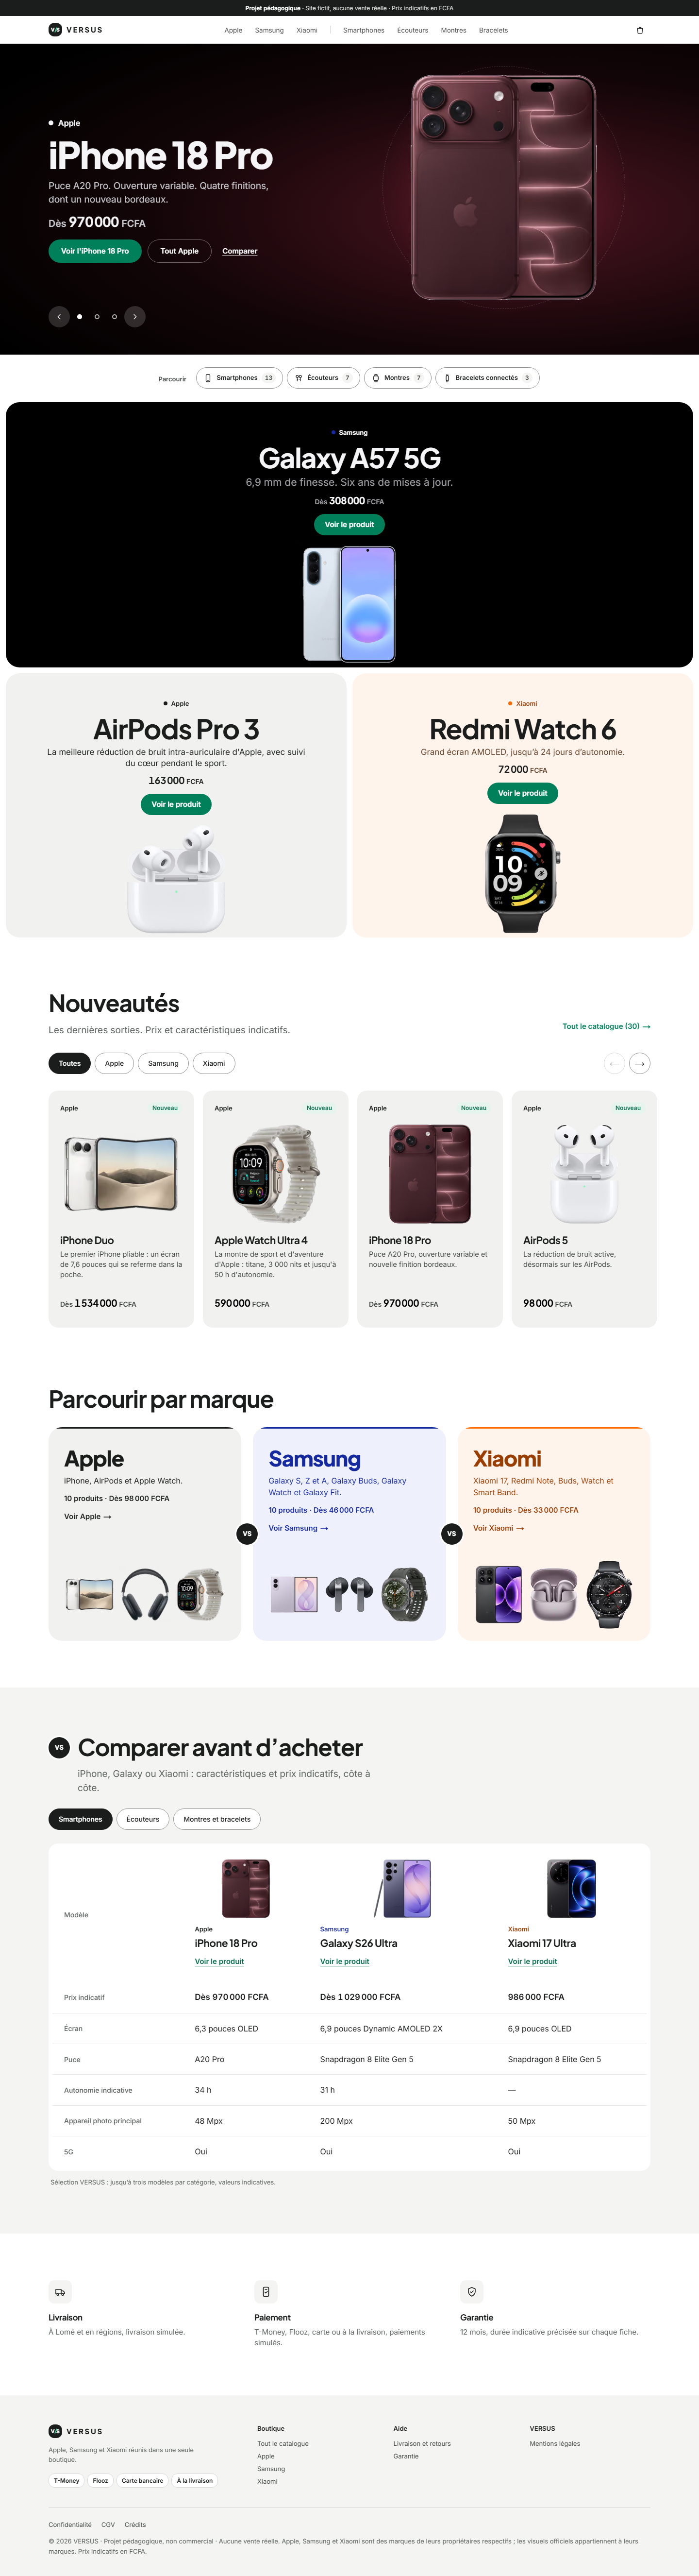 Projet pédagogique · Site fictif, aucune vente réelle · Prix indicatifs en FCFA
V/S VERSUS
Apple Samsung Xiaomi Smartphones Écouteurs Montres Bracelets
Apple
iPhone 18 Pro
Puce A20 Pro. Ouverture variable. Quatre finitions,
dont un nouveau bordeaux.
Dès 970 000 FCFA
Voir l'iPhone 18 Pro Tout Apple Comparer
Parcourir Smartphones 13 Écouteurs 7 Montres 7 Bracelets connectés 3
Samsung
Galaxy A57 5G
6,9 mm de finesse. Six ans de mises à jour.
Dès 308 000 FCFA
Voir le produit
Apple
AirPods Pro 3
La meilleure réduction de bruit intra-auriculaire d'Apple, avec suivi
du cœur pendant le sport.
163 000 FCFA
Voir le produit
Xiaomi
Redmi Watch 6
Grand écran AMOLED, jusqu'à 24 jours d'autonomie.
72 000 FCFA
Voir le produit
10
09
Nouveautés
Les dernières sorties. Prix et caractéristiques indicatifs.
Tout le catalogue (30) →
Toutes Apple Samsung Xiaomi
← →
Apple Nouveau
iPhone Duo
Le premier iPhone pliable : un écran
de 7,6 pouces qui se referme dans la
poche.
Dès 1 534 000 FCFA
Apple Nouveau
10:09
Apple Watch Ultra 4
La montre de sport et d'aventure
d'Apple : titane, 3 000 nits et jusqu'à
50 h d'autonomie.
590 000 FCFA
Apple Nouveau
iPhone 18 Pro
Puce A20 Pro, ouverture variable et
nouvelle finition bordeaux.
Dès 970 000 FCFA
Apple Nouveau
AirPods 5
La réduction de bruit active,
désormais sur les AirPods.
98 000 FCFA
Parcourir par marque
Apple
iPhone, AirPods et Apple Watch.
10 produits · Dès 98 000 FCFA
Voir Apple →
VS
Samsung
Galaxy S, Z et A, Galaxy Buds, Galaxy
Watch et Galaxy Fit.
10 produits · Dès 46 000 FCFA
Voir Samsung →
VS
Xiaomi
Xiaomi 17, Redmi Note, Buds, Watch et
Smart Band.
10 produits · Dès 33 000 FCFA
Voir Xiaomi →
VS Comparer avant d’acheter
iPhone, Galaxy ou Xiaomi : caractéristiques et prix indicatifs, côte à
côte.
Smartphones Écouteurs Montres et bracelets
Modèle
Apple Samsung Xiaomi
iPhone 18 Pro Galaxy S26 Ultra Xiaomi 17 Ultra
Voir le produit Voir le produit Voir le produit
Prix indicatif Dès 970 000 FCFA Dès 1 029 000 FCFA 986 000 FCFA
Écran 6,3 pouces OLED 6,9 pouces Dynamic AMOLED 2X 6,9 pouces OLED
Puce A20 Pro Snapdragon 8 Elite Gen 5 Snapdragon 8 Elite Gen 5
Autonomie indicative 34 h 31 h —
Appareil photo principal 48 Mpx 200 Mpx 50 Mpx
5G Oui Oui Oui
Sélection VERSUS : jusqu'à trois modèles par catégorie, valeurs indicatives.
Livraison
À Lomé et en régions, livraison simulée.
Paiement
T-Money, Flooz, carte ou à la livraison, paiements
simulés.
Garantie
12 mois, durée indicative précisée sur chaque fiche.
V/S VERSUS
Apple, Samsung et Xiaomi réunis dans une seule
boutique.
T-Money Flooz Carte bancaire À la livraison
Boutique
Tout le catalogue
Apple
Samsung
Xiaomi
Aide
Livraison et retours
Garantie
VERSUS
Mentions légales
Confidentialité CGV Crédits
© 2026 VERSUS · Projet pédagogique, non commercial · Aucune vente réelle. Apple, Samsung et Xiaomi sont des marques de leurs propriétaires respectifs ; les visuels officiels appartiennent à leurs
marques. Prix indicatifs en FCFA.